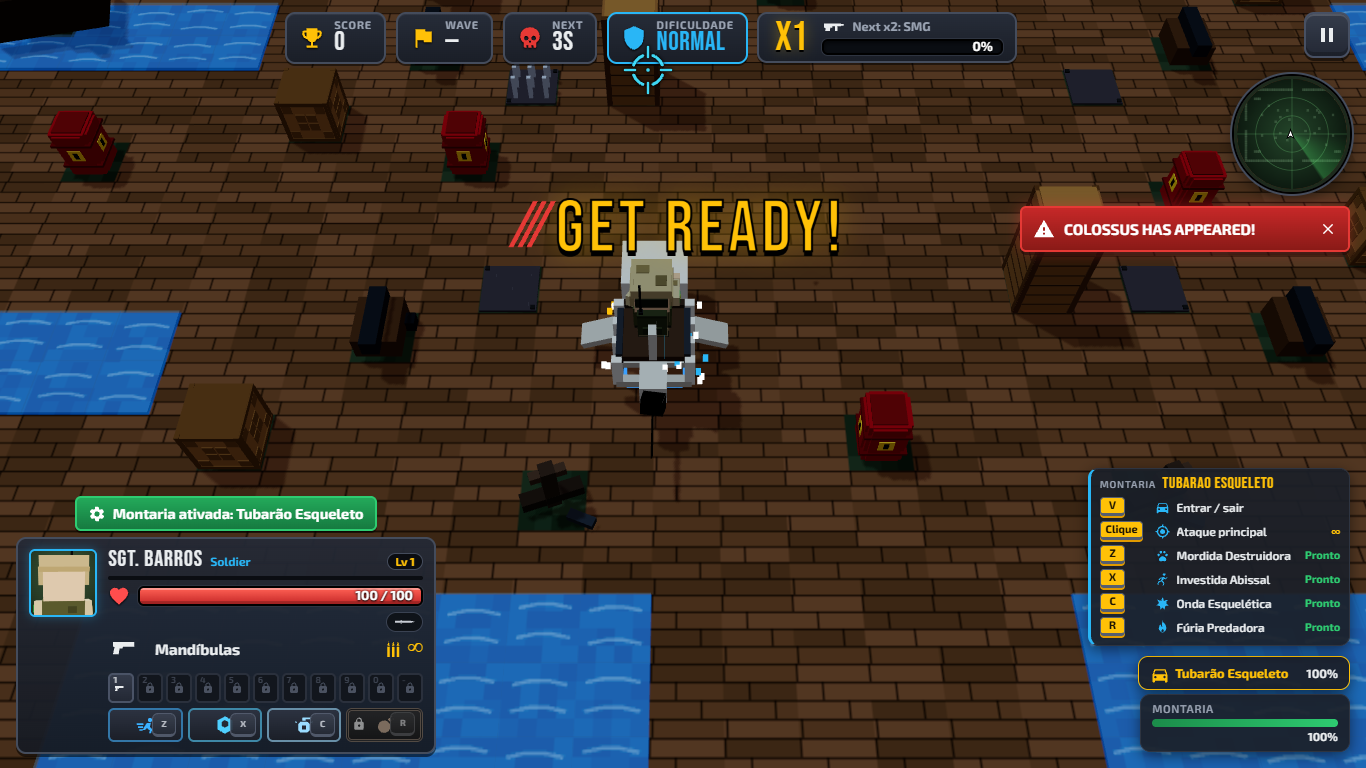 SCORE
0
WAVE
–
NEXT
3S
DIFICULDADE
NORMAL
X1
Next x2: SMG
0%
GET READY!
COLOSSUS HAS APPEARED!
MONTARIA TUBARAO ESQUELETO
V Entrar / sair
Clique Ataque principal ∞
Z Mordida Destruidora Pronto
X Investida Abissal Pronto
C Onda Esquelética Pronto
R Fúria Predadora Pronto
Montaria ativada: Tubarão Esqueleto
SGT. BARROS Soldier Lv 1
100 / 100
Mandíbulas ∞
1 2 3 4 5 6 7 8 9 0 -
Z X C R
Tubarão Esqueleto 100%
MONTARIA
100%